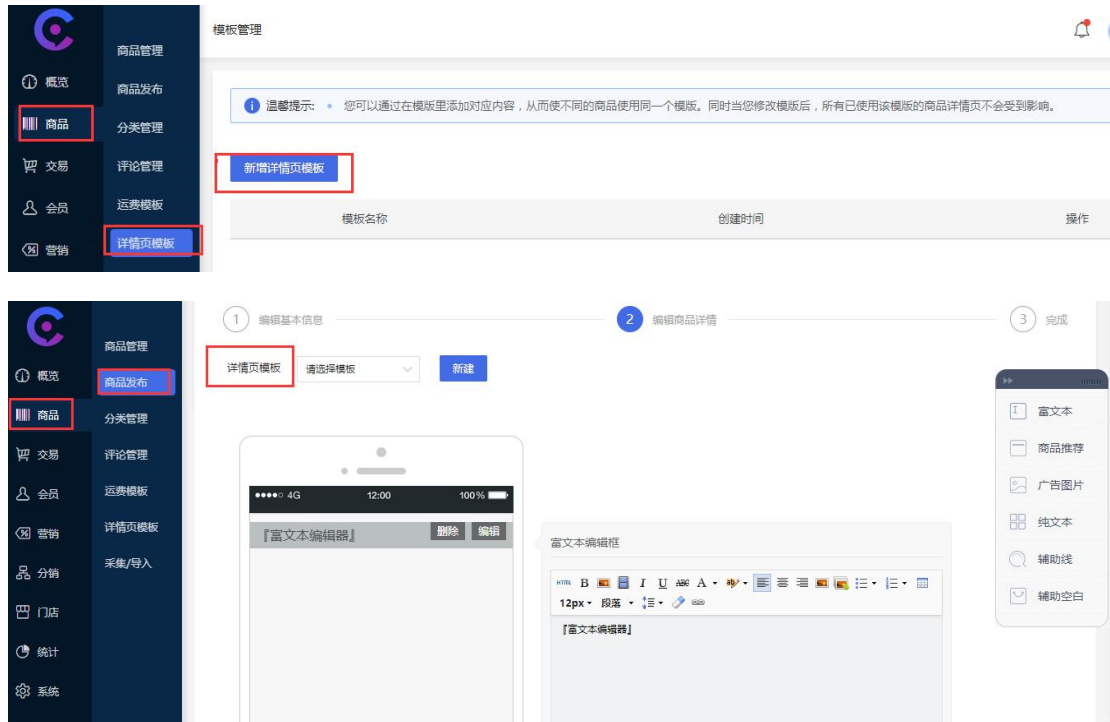 模板管理
商品管理
概览
商品发布
温馨提示: 您可以通过在模版里添加对应内容，从而使不同的商品使用同一个模版。同时当您修改模版后，所有已使用该模版的商品详情页不会受到影响。
商品
分类管理
交易
评论管理
新增详情页模板
会员
运费模板
模板名称 创建时间 操作
营销
详情页模板
1 编辑基本信息 2 编辑商品详情 3 完成
商品管理
详情页模板 请选择模板 新建
概览
商品发布
商品
分类管理
富文本
交易
评论管理
商品推荐
会员
运费模板
4G 12:00 100%
广告图片
营销
详情页模板
『富文本编辑器』 删除 编辑
纯文本
富文本编辑框
分销
采集/导入
辅助线
HTML B I U ABC A ab
门店
12px 段落
辅助空白
『富文本编辑器』
统计
系统